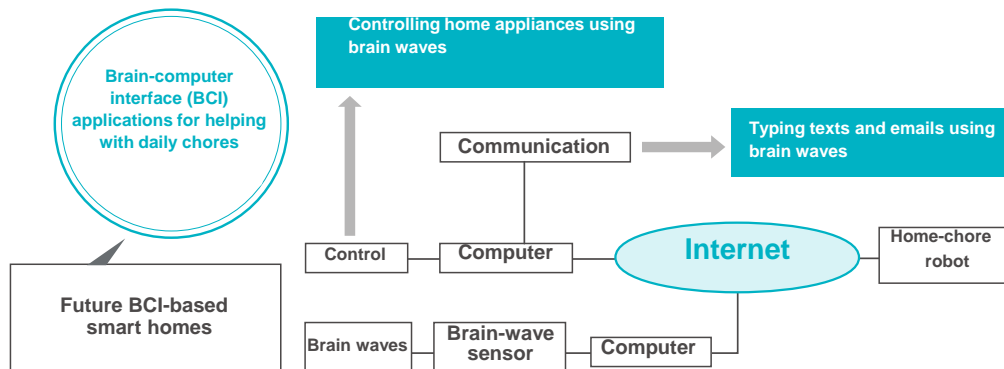 Controlling home appliances using
brain waves
Brain-computer
interface (BCI)
applications for helping
with daily chores
Typing texts and emails using
brain waves
Communication
Control
Computer
Internet
Home-chore
robot
Future BCI-based
smart homes
Brain waves
Brain-wave
sensor
Computer